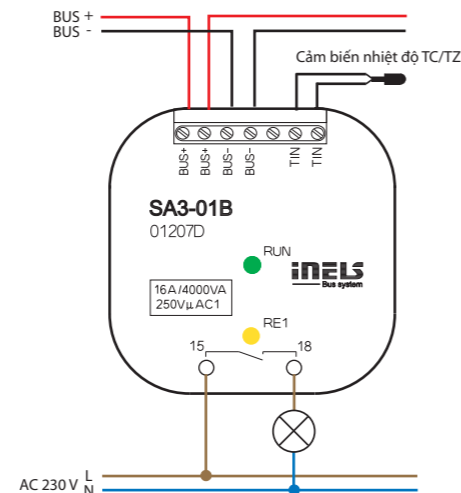 BUS +
BUS -
Cảm biến nhiệt độ TC/TZ
BUS+
BUS+
BUS-
BUS-
TIN
TIN
SA3-01B
01207D
RUN
iNELS
Bus system
16A/4000VA
250Vµ AC1
RE1
15
18
AC 230 V
L
N